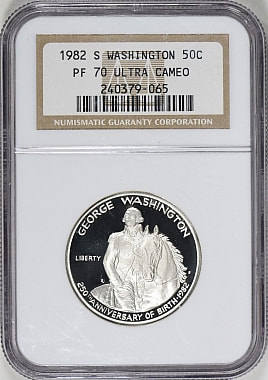 1982 S WASHINGTON 50C
PF 70 ULTRA CAMEO
240379-065
NUMISMATIC GUARANTY CORPORATION
GEORGE WASHINGTON
LIBERTY
250TH ANNIVERSARY OF BIRTH 1982